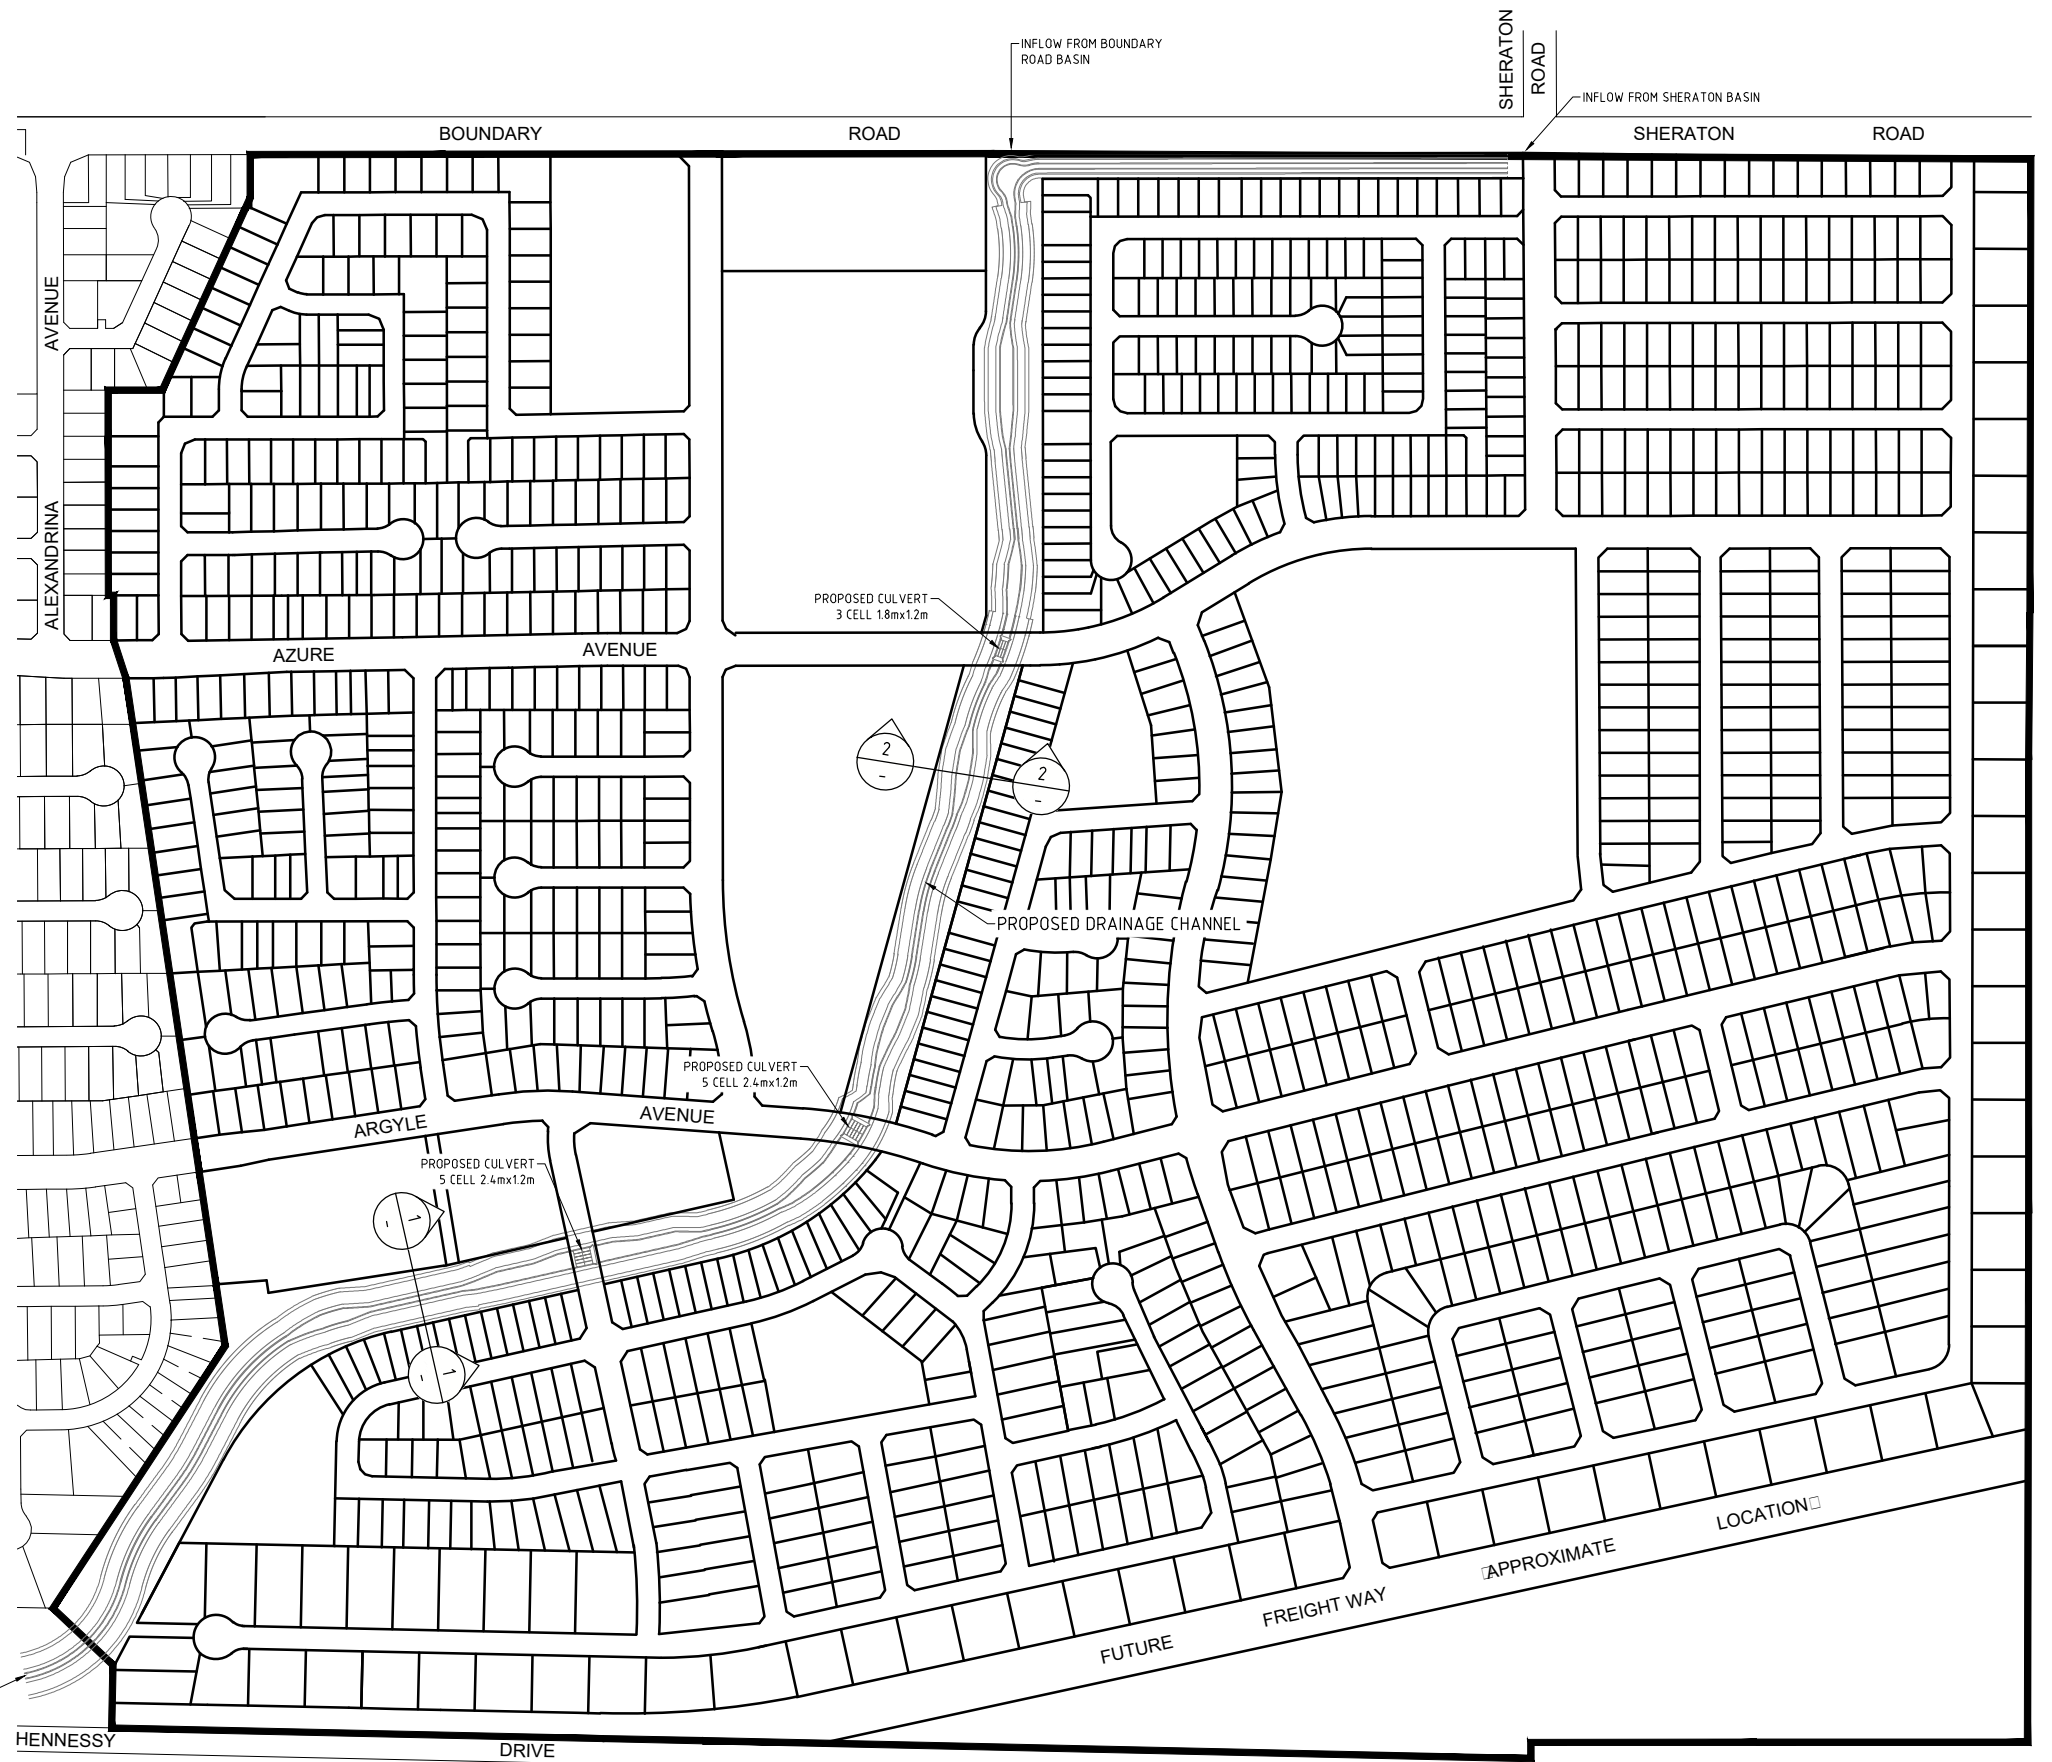 SHERATON
ROAD
INFLOW FROM BOUNDARY
ROAD BASIN
INFLOW FROM SHERATON BASIN
BOUNDARY ROAD
SHERATON ROAD
ALEXANDRINA AVENUE
PROPOSED CULVERT
3 CELL 1.8mx1.2m
AZURE AVENUE
2
-
2
-
PROPOSED DRAINAGE CHANNEL
PROPOSED CULVERT
5 CELL 2.4mx1.2m
ARGYLE AVENUE
PROPOSED CULVERT
5 CELL 2.4mx1.2m
1
-
1
-
FUTURE FREIGHT WAY APPROXIMATE LOCATION
HENNESSY DRIVE